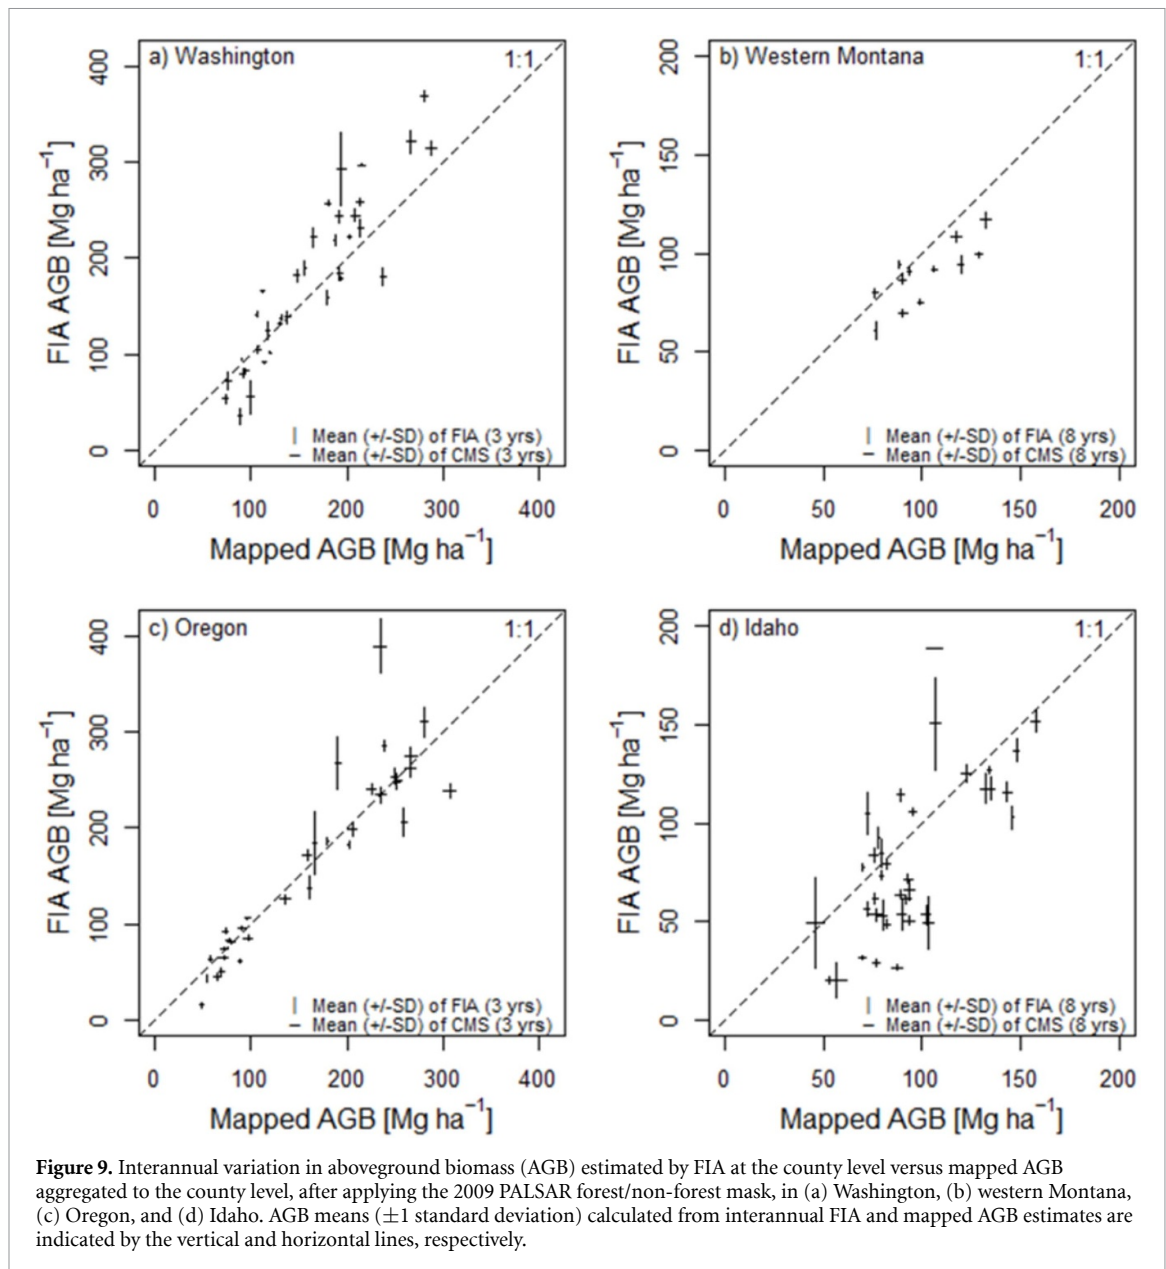 a) Washington
1:1
FIA AGB [Mg ha−1]
0 100 200 300 400
| Mean (+/-SD) of FIA (3 yrs)
− Mean (+/-SD) of CMS (3 yrs)
0 100 200 300 400
Mapped AGB [Mg ha−1]
b) Western Montana
1:1
FIA AGB [Mg ha−1]
0 50 100 150 200
| Mean (+/-SD) of FIA (8 yrs)
− Mean (+/-SD) of CMS (8 yrs)
0 50 100 150 200
Mapped AGB [Mg ha−1]
c) Oregon
1:1
FIA AGB [Mg ha−1]
0 100 200 300 400
| Mean (+/-SD) of FIA (3 yrs)
− Mean (+/-SD) of CMS (3 yrs)
0 100 200 300 400
Mapped AGB [Mg ha−1]
d) Idaho
1:1
FIA AGB [Mg ha−1]
0 50 100 150 200
| Mean (+/-SD) of FIA (8 yrs)
− Mean (+/-SD) of CMS (8 yrs)
0 50 100 150 200
Mapped AGB [Mg ha−1]
Figure 9. Interannual variation in aboveground biomass (AGB) estimated by FIA at the county level versus mapped AGB
aggregated to the county level, after applying the 2009 PALSAR forest/non-forest mask, in (a) Washington, (b) western Montana,
(c) Oregon, and (d) Idaho. AGB means (±1 standard deviation) calculated from interannual FIA and mapped AGB estimates are
indicated by the vertical and horizontal lines, respectively.